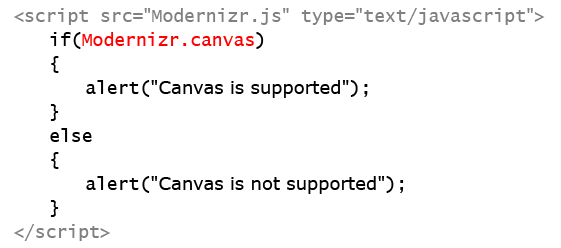 <script src="Modernizr.js" type="text/javascript">
if(Modernizr.canvas)
{
alert("Canvas is supported");
}
else
{
alert("Canvas is not supported");
}
</script>